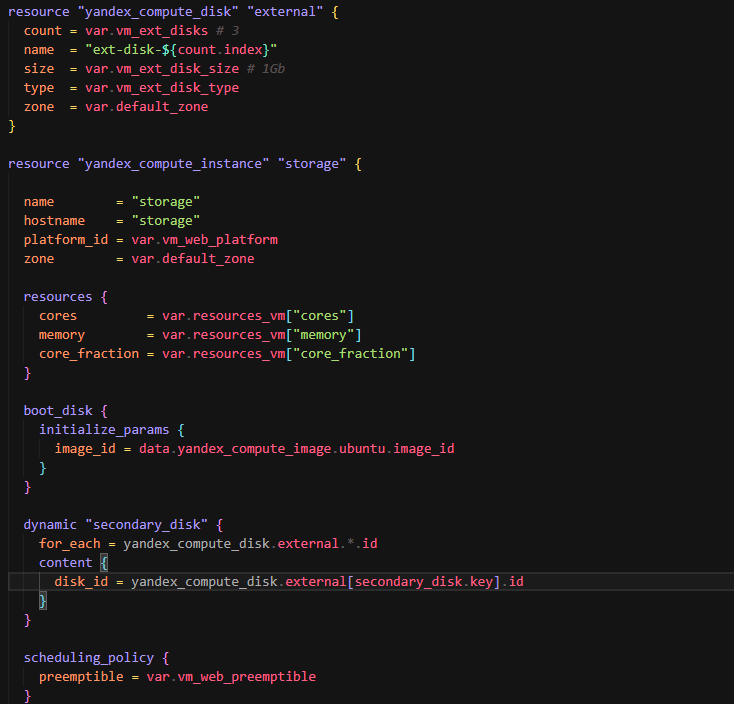 resource "yandex_compute_disk" "external" {
  count = var.vm_ext_disks # 3
  name  = "ext-disk-${count.index}"
  size  = var.vm_ext_disk_size # 1Gb
  type  = var.vm_ext_disk_type
  zone  = var.default_zone
}
resource "yandex_compute_instance" "storage" {
  name        = "storage"
  hostname    = "storage"
  platform_id = var.vm_web_platform
  zone        = var.default_zone
  resources {
    cores         = var.resources_vm["cores"]
    memory        = var.resources_vm["memory"]
    core_fraction = var.resources_vm["core_fraction"]
  }
  boot_disk {
    initialize_params {
      image_id = data.yandex_compute_image.ubuntu.image_id
    }
  }
  dynamic "secondary_disk" {
    for_each = yandex_compute_disk.external.*.id
    content {
      disk_id = yandex_compute_disk.external[secondary_disk.key].id
    }
  }
  scheduling_policy {
    preemptible = var.vm_web_preemptible
  }